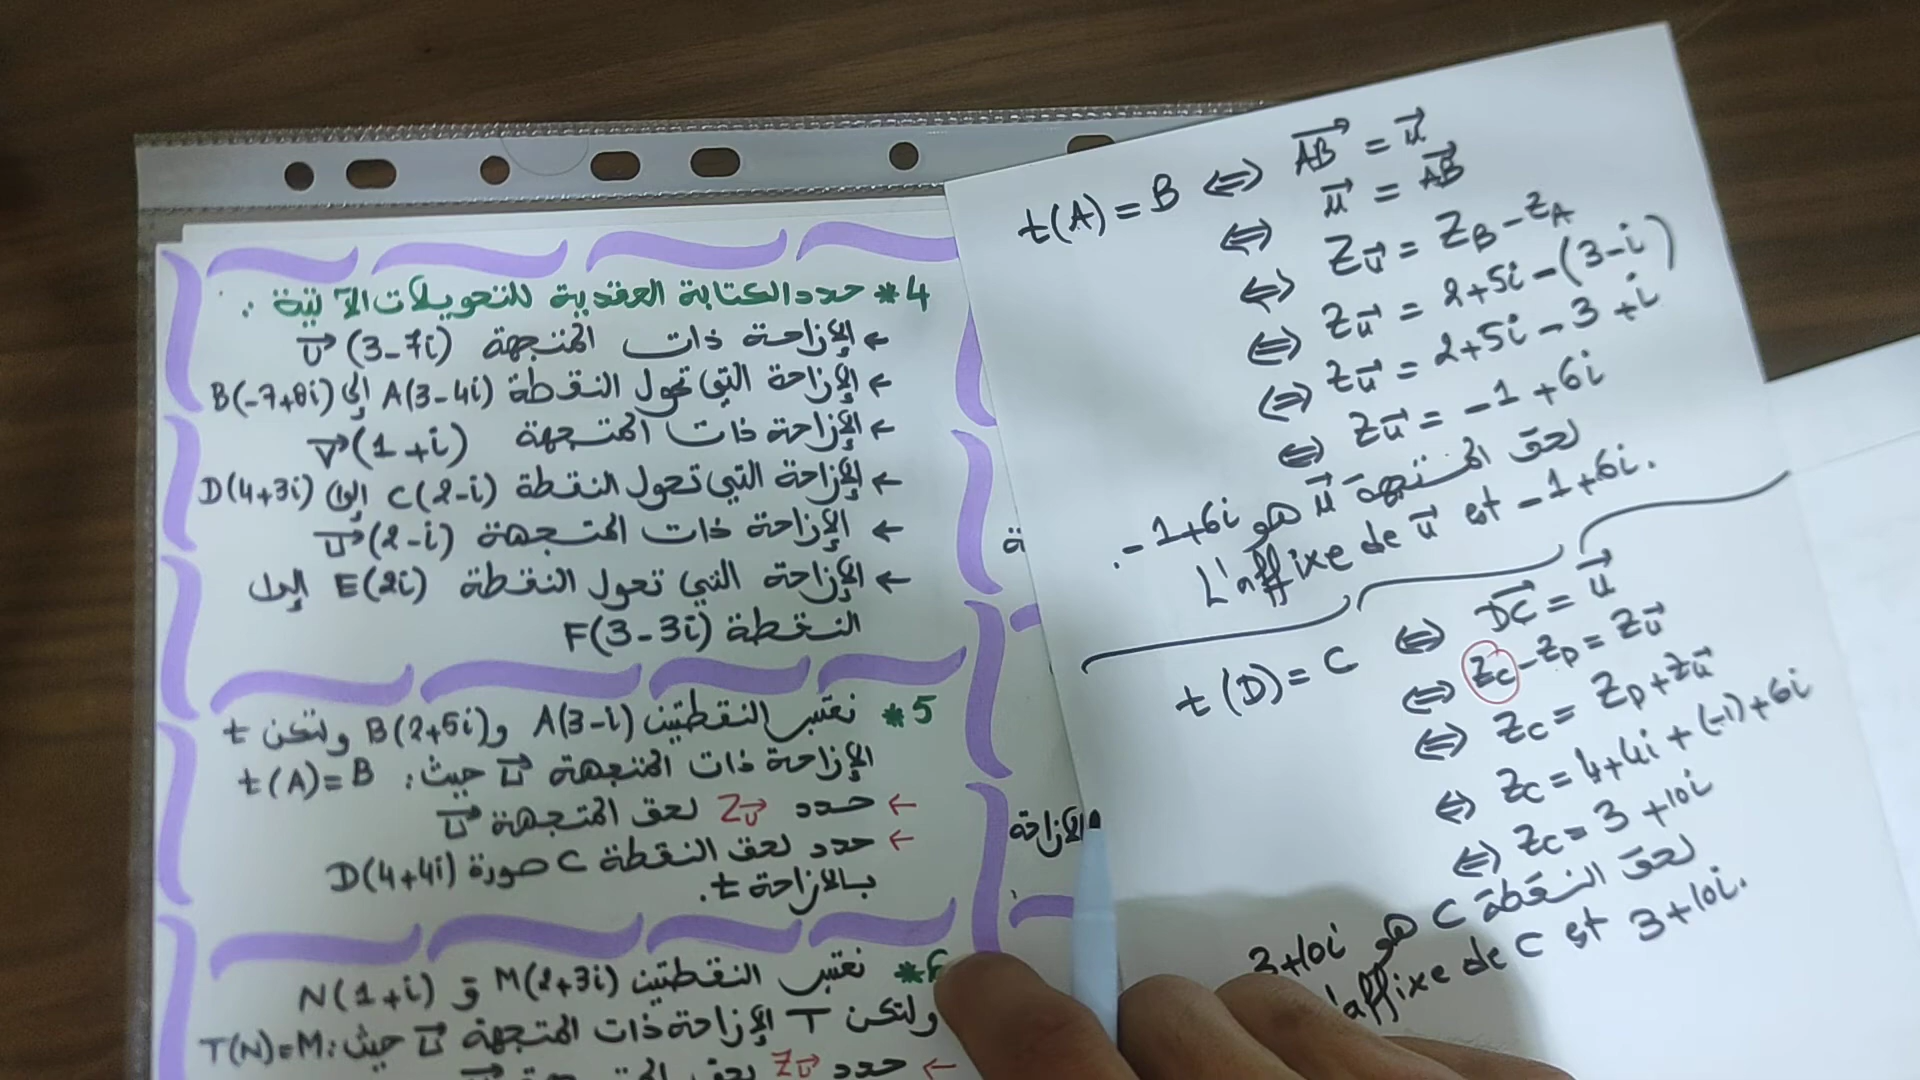 *4 حدد الكتابة العقدية للتحويلات الآتية :
← الإزاحة ذات المتجهة u⃗(3-7i)
← الإزاحة التي تحول النقطة A(3-4i) إلى B(-7+8i)
← الإزاحة ذات المتجهة v⃗(1+i)
← الإزاحة التي تحول النقطة C(2-i) إلى D(4+3i)
← الإزاحة ذات المتجهة u⃗(2-i)
← الإزاحة التي تحول النقطة E(2i) إلى
النقطة F(3-3i)
*5 نعتبر النقطتين A(3-i) و B(2+5i) ولتكن t
الإزاحة ذات المتجهة u⃗ حيث: t(A)=B
← حدد Zu⃗ لحق المتجهة u⃗
← حدد لحق النقطة C صورة D(4+4i)
بالإزاحة t.
*6 نعتبر النقطتين M(2+3i) و N(1+i)
ولتكن T الإزاحة ذات المتجهة u⃗ حيث: T(N)=M
← حدد Zu⃗ لحق المتجهة
الإزاحة
t(A) = B ⇔ AB⃗ = u⃗
⇔ u⃗ = AB⃗
⇔ Zu⃗ = ZB - ZA
⇔ Zu⃗ = 2+5i-(3-i)
⇔ Zu⃗ = 2+5i-3+i
⇔ Zu⃗ = -1+6i
لحق المتجهة u⃗ هو -1+6i.
L'affixe de u⃗ est -1+6i.
t(D) = C ⇔ DC⃗ = u⃗
⇔ ZC - ZD = Zu⃗
⇔ ZC = ZD + Zu⃗
⇔ ZC = 4+4i+(-1)+6i
⇔ ZC = 3+10i
لحق النقطة C هو 3+10i
'affixe de C est 3+10i.